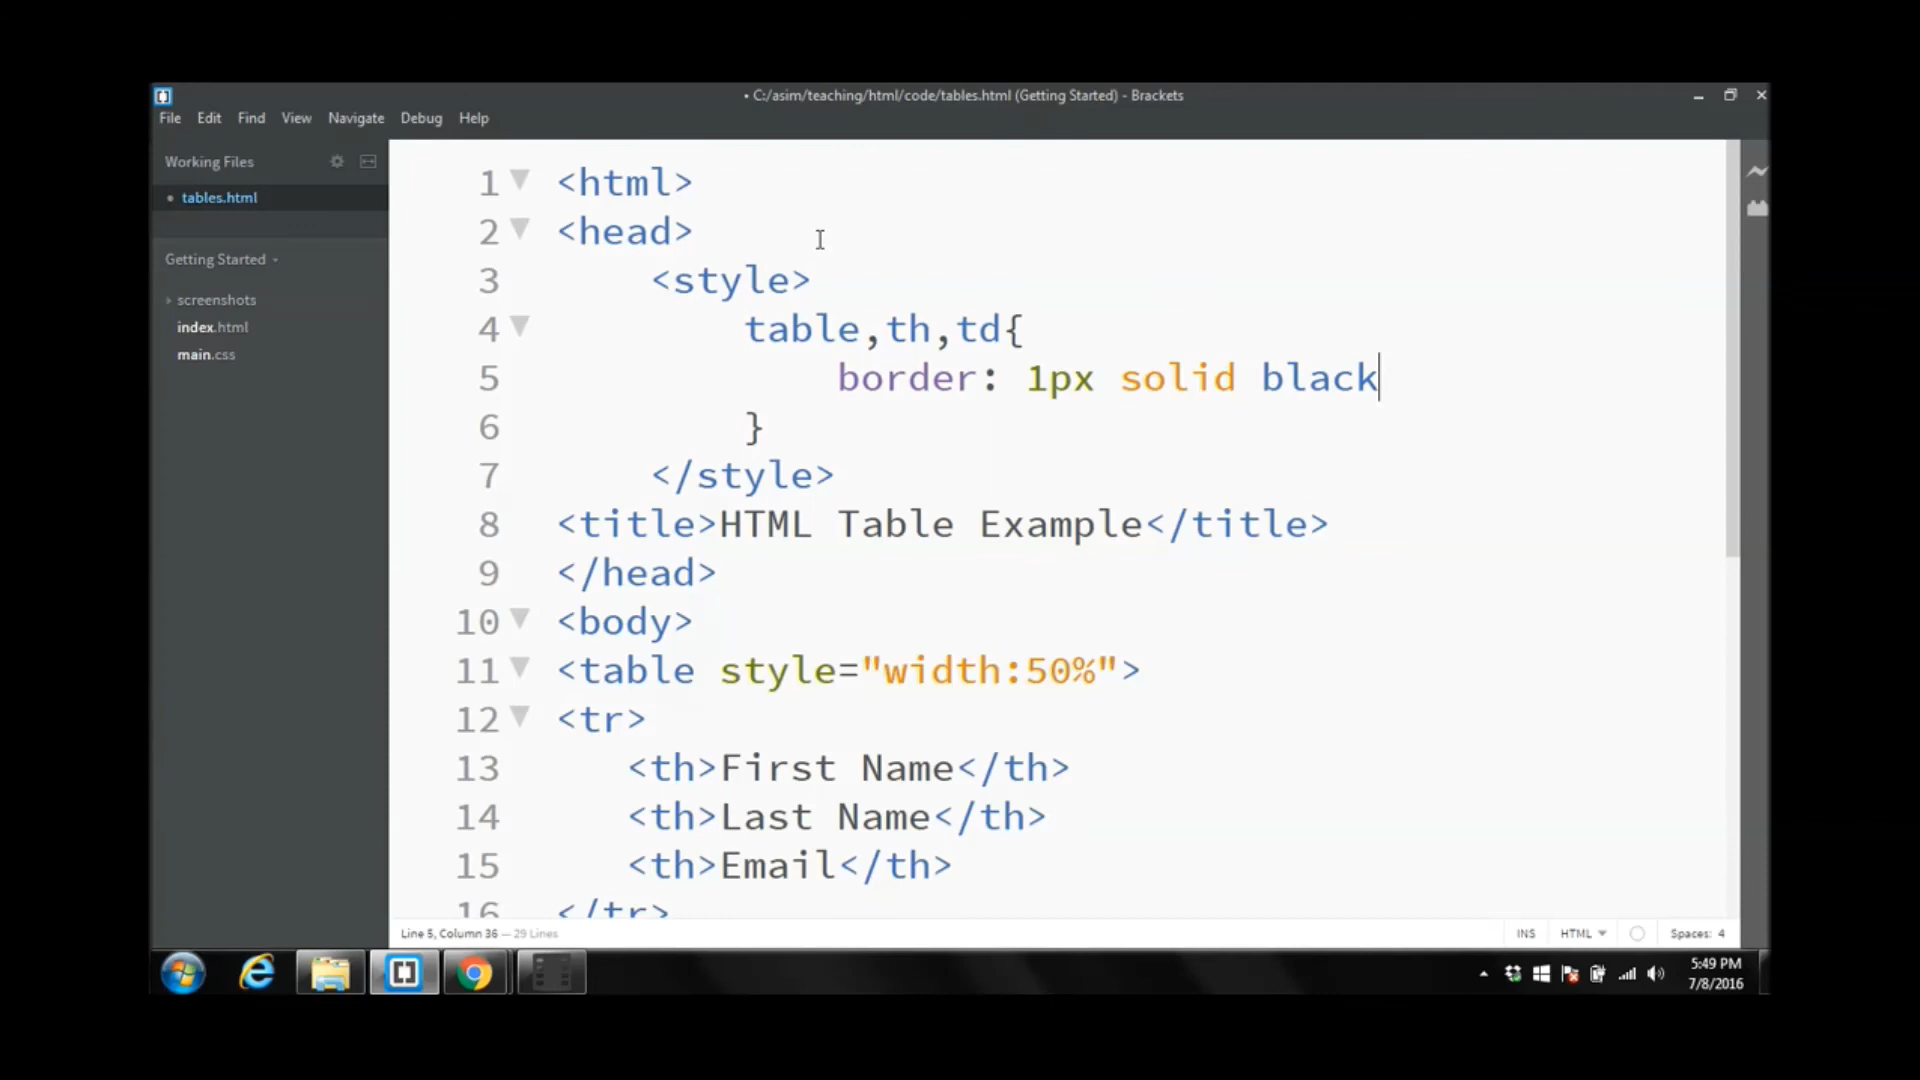 • C:/asim/teaching/html/code/tables.html (Getting Started) - Brackets
File Edit Find View Navigate Debug Help
Working Files
• tables.html
Getting Started
screenshots
index.html
main.css
1 <html>
2 <head>
3 <style>
4 table,th,td{
5 border: 1px solid black
6 }
7 </style>
8 <title>HTML Table Example</title>
9 </head>
10 <body>
11 <table style="width:50%">
12 <tr>
13 <th>First Name</th>
14 <th>Last Name</th>
15 <th>Email</th>
16 </tr>
Line 5, Column 36 — 29 Lines
INS HTML Spaces: 4
5:49 PM
7/8/2016